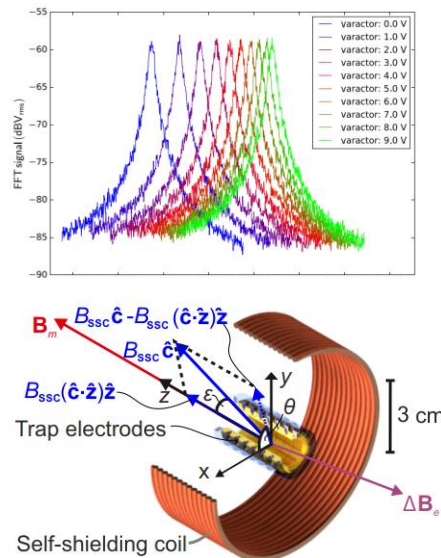 −55
−60
−65
−70
−75
−80
−85
−90
FFT signal (dBVrms)
varactor: 0.0 V
varactor: 1.0 V
varactor: 2.0 V
varactor: 3.0 V
varactor: 4.0 V
varactor: 5.0 V
varactor: 6.0 V
varactor: 7.0 V
varactor: 8.0 V
varactor: 9.0 V
B_SSC ĉ - B_SSC (ĉ·ẑ)ẑ
B_m
B_SSC ĉ
B_SSC (ĉ·ẑ)ẑ
z
ε
y
θ
Trap electrodes
3 cm
x
ΔB_e
Self-shielding coil